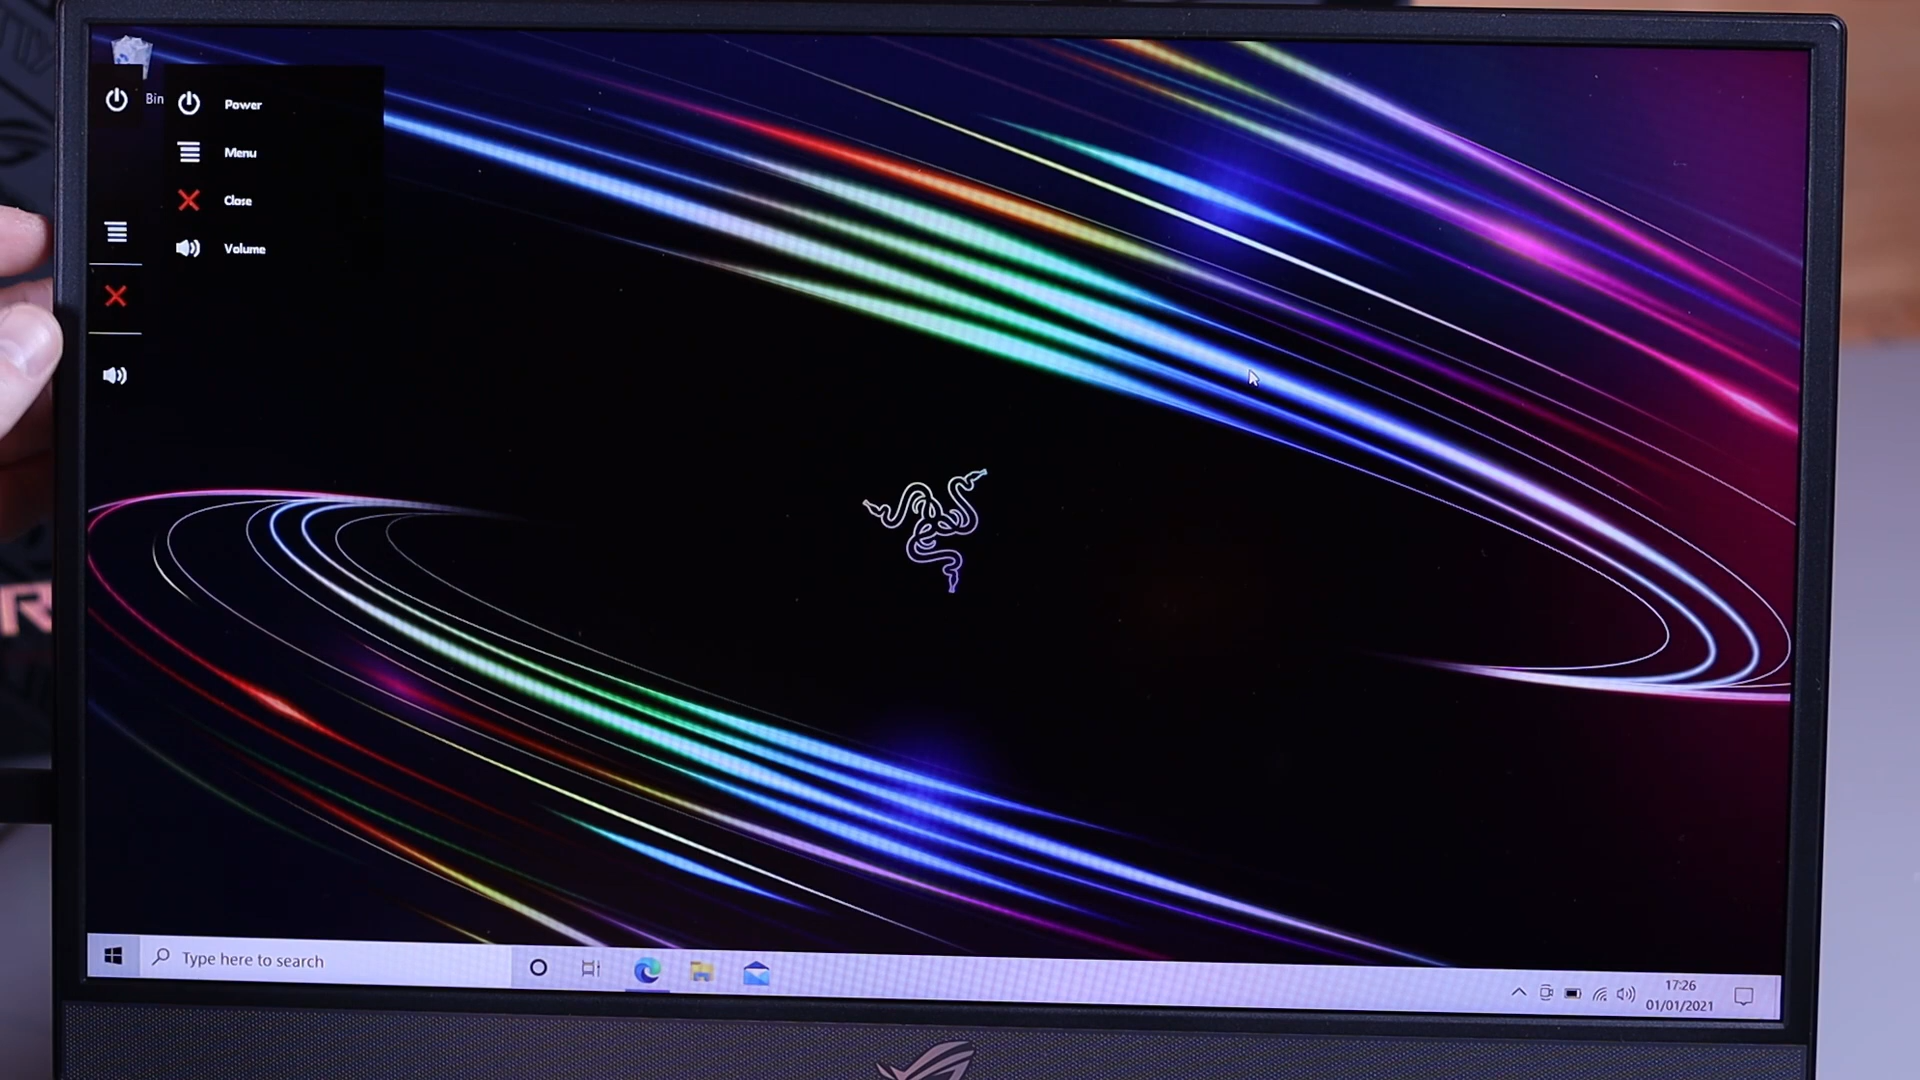 Bin
Power
Menu
Close
Volume
R
Type here to search
17:26
01/01/2021